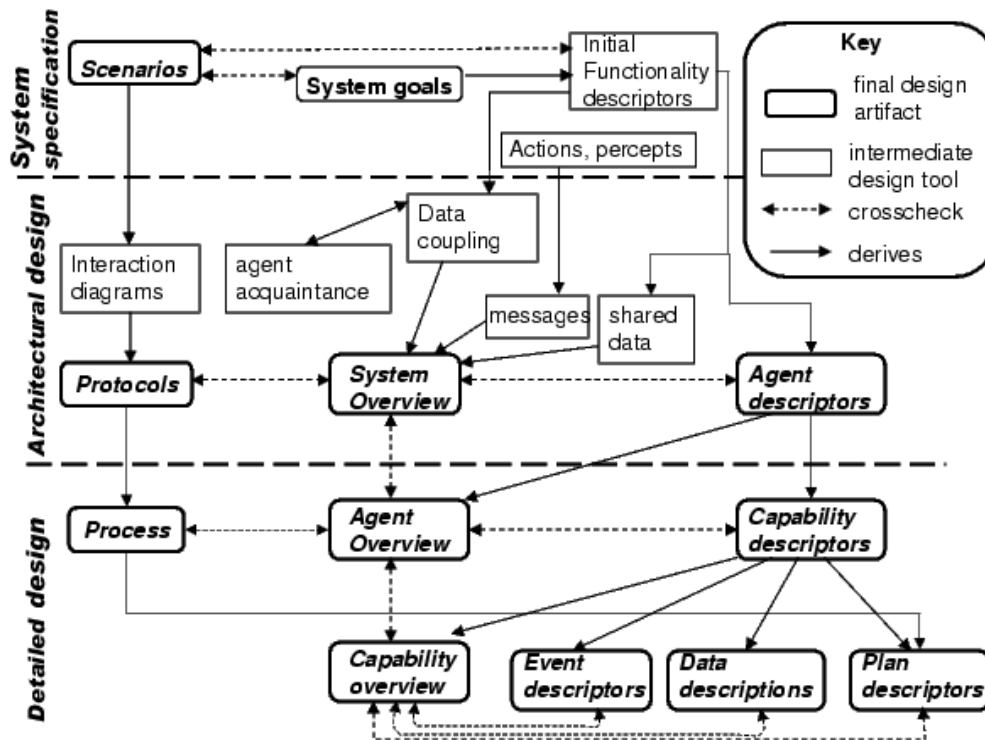 System
specification
Scenarios
System goals
Initial
Functionality
descriptors
Actions, percepts
Key
final design
artifact
intermediate
design tool
crosscheck
derives
Architectural design
Interaction
diagrams
agent
acquaintance
Data
coupling
messages
shared
data
Protocols
System
Overview
Agent
descriptors
Detailed design
Process
Agent
Overview
Capability
descriptors
Capability
overview
Event
descriptors
Data
descriptions
Plan
descriptors